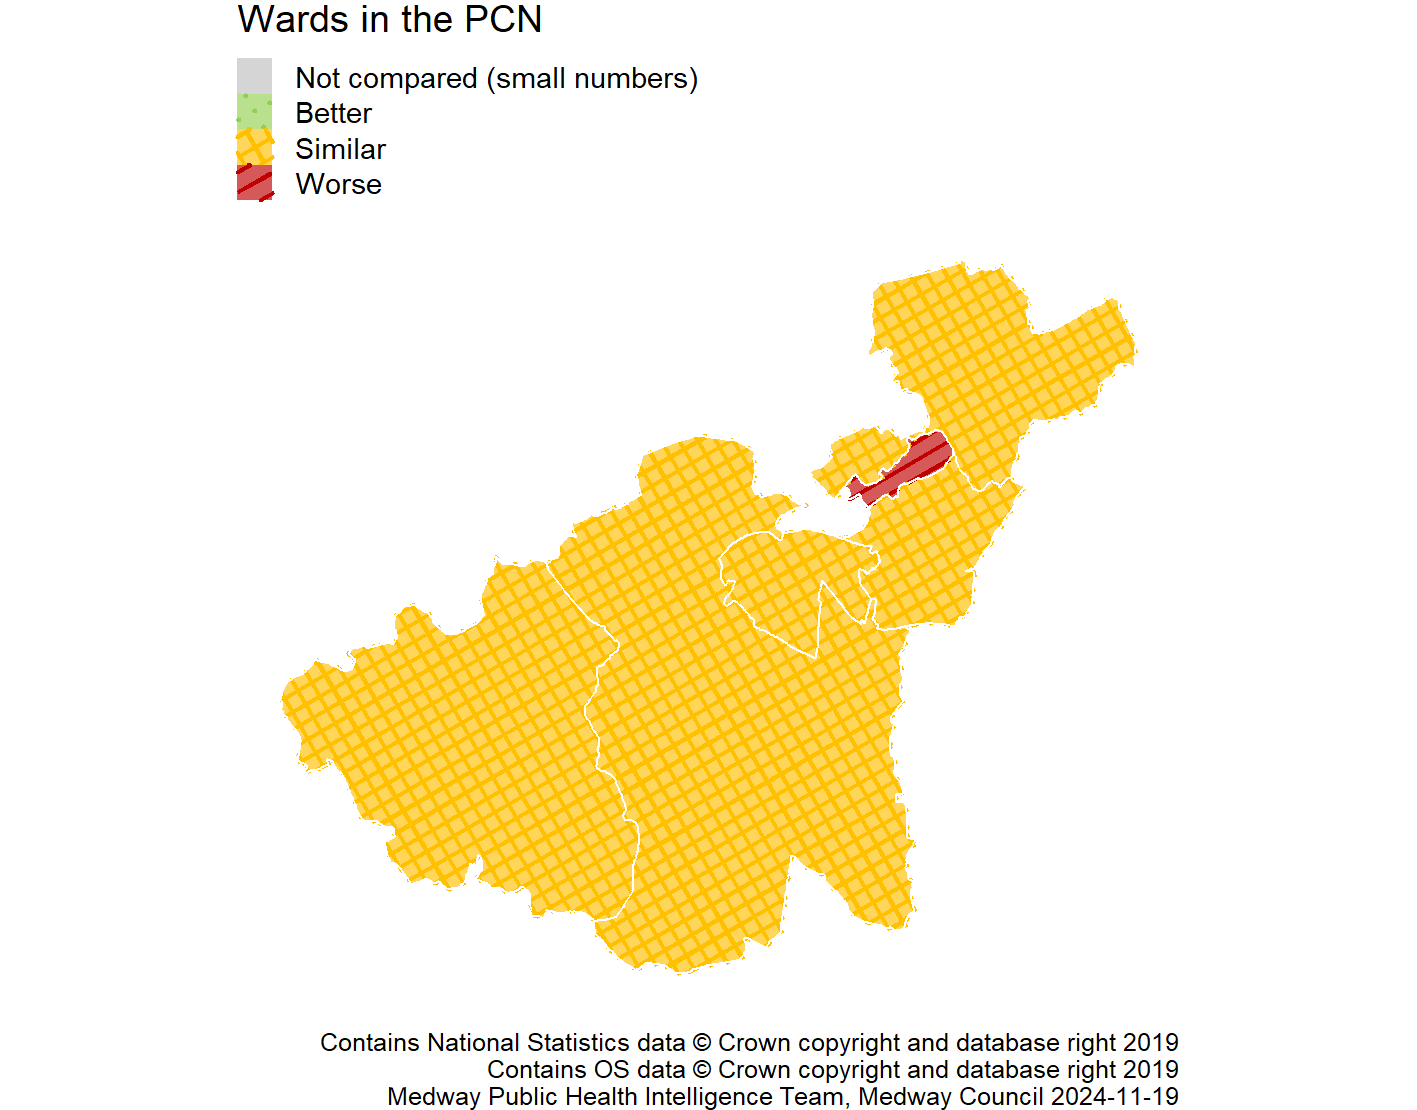 Wards in the PCN
Not compared (small numbers)
Better
Similar
Worse
Contains National Statistics data © Crown copyright and database right 2019
Contains OS data © Crown copyright and database right 2019
Medway Public Health Intelligence Team, Medway Council 2024-11-19